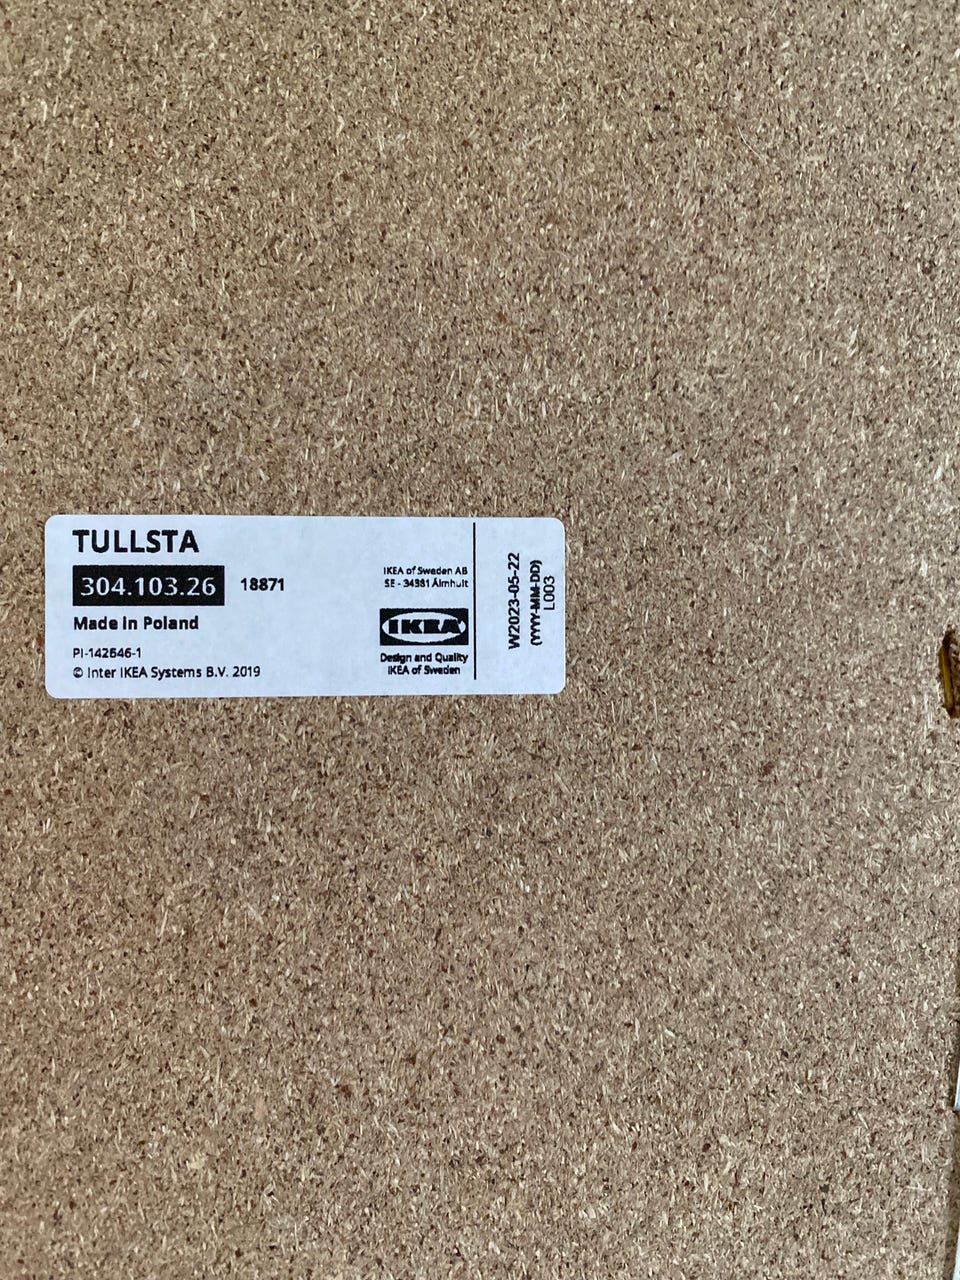 TULLSTA
304.103.26 18871
Made in Poland
PI-142646-1
© Inter IKEA Systems B.V. 2019
IKEA of Sweden AB
SE - 34381 Älmhult
IKEA
Design and Quality
IKEA of Sweden
W2023-05-22
(YYYY-MM-DD)
L003